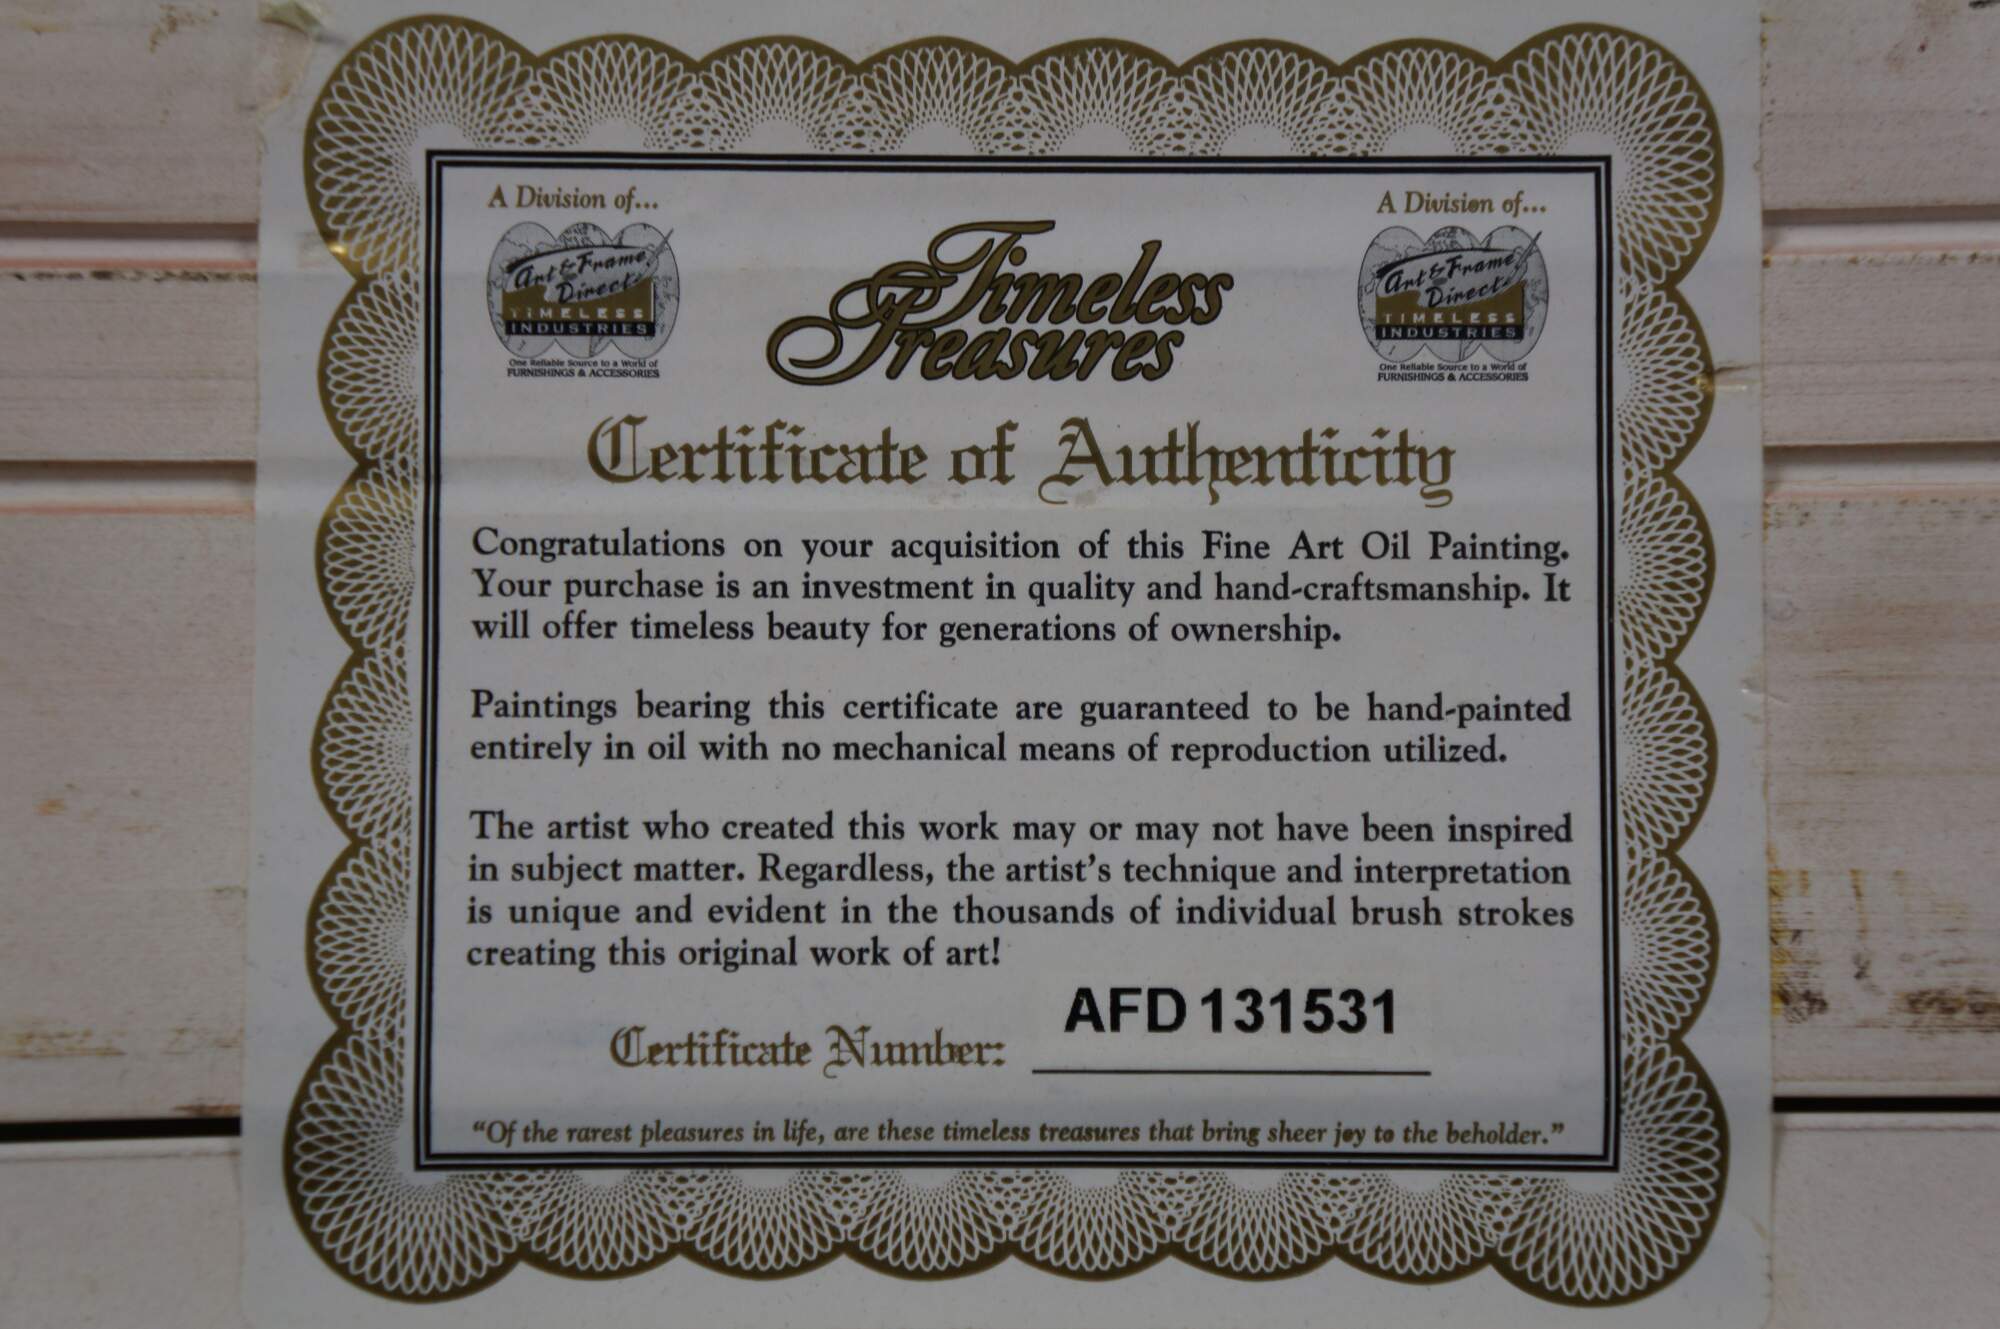 A Division of...
Art & Frame
Direct
TIMELESS
INDUSTRIES
One Reliable Source to a World of
FURNISHINGS & ACCESSORIES
Timeless
Treasures
A Division of...
Art & Frame
Direct
TIMELESS
INDUSTRIES
One Reliable Source to a World of
FURNISHINGS & ACCESSORIES
Certificate of Authenticity
Congratulations on your acquisition of this Fine Art Oil Painting.
Your purchase is an investment in quality and hand-craftsmanship. It
will offer timeless beauty for generations of ownership.
Paintings bearing this certificate are guaranteed to be hand-painted
entirely in oil with no mechanical means of reproduction utilized.
The artist who created this work may or may not have been inspired
in subject matter. Regardless, the artist's technique and interpretation
is unique and evident in the thousands of individual brush strokes
creating this original work of art!
Certificate Number: AFD 131531
"Of the rarest pleasures in life, are these timeless treasures that bring sheer joy to the beholder."